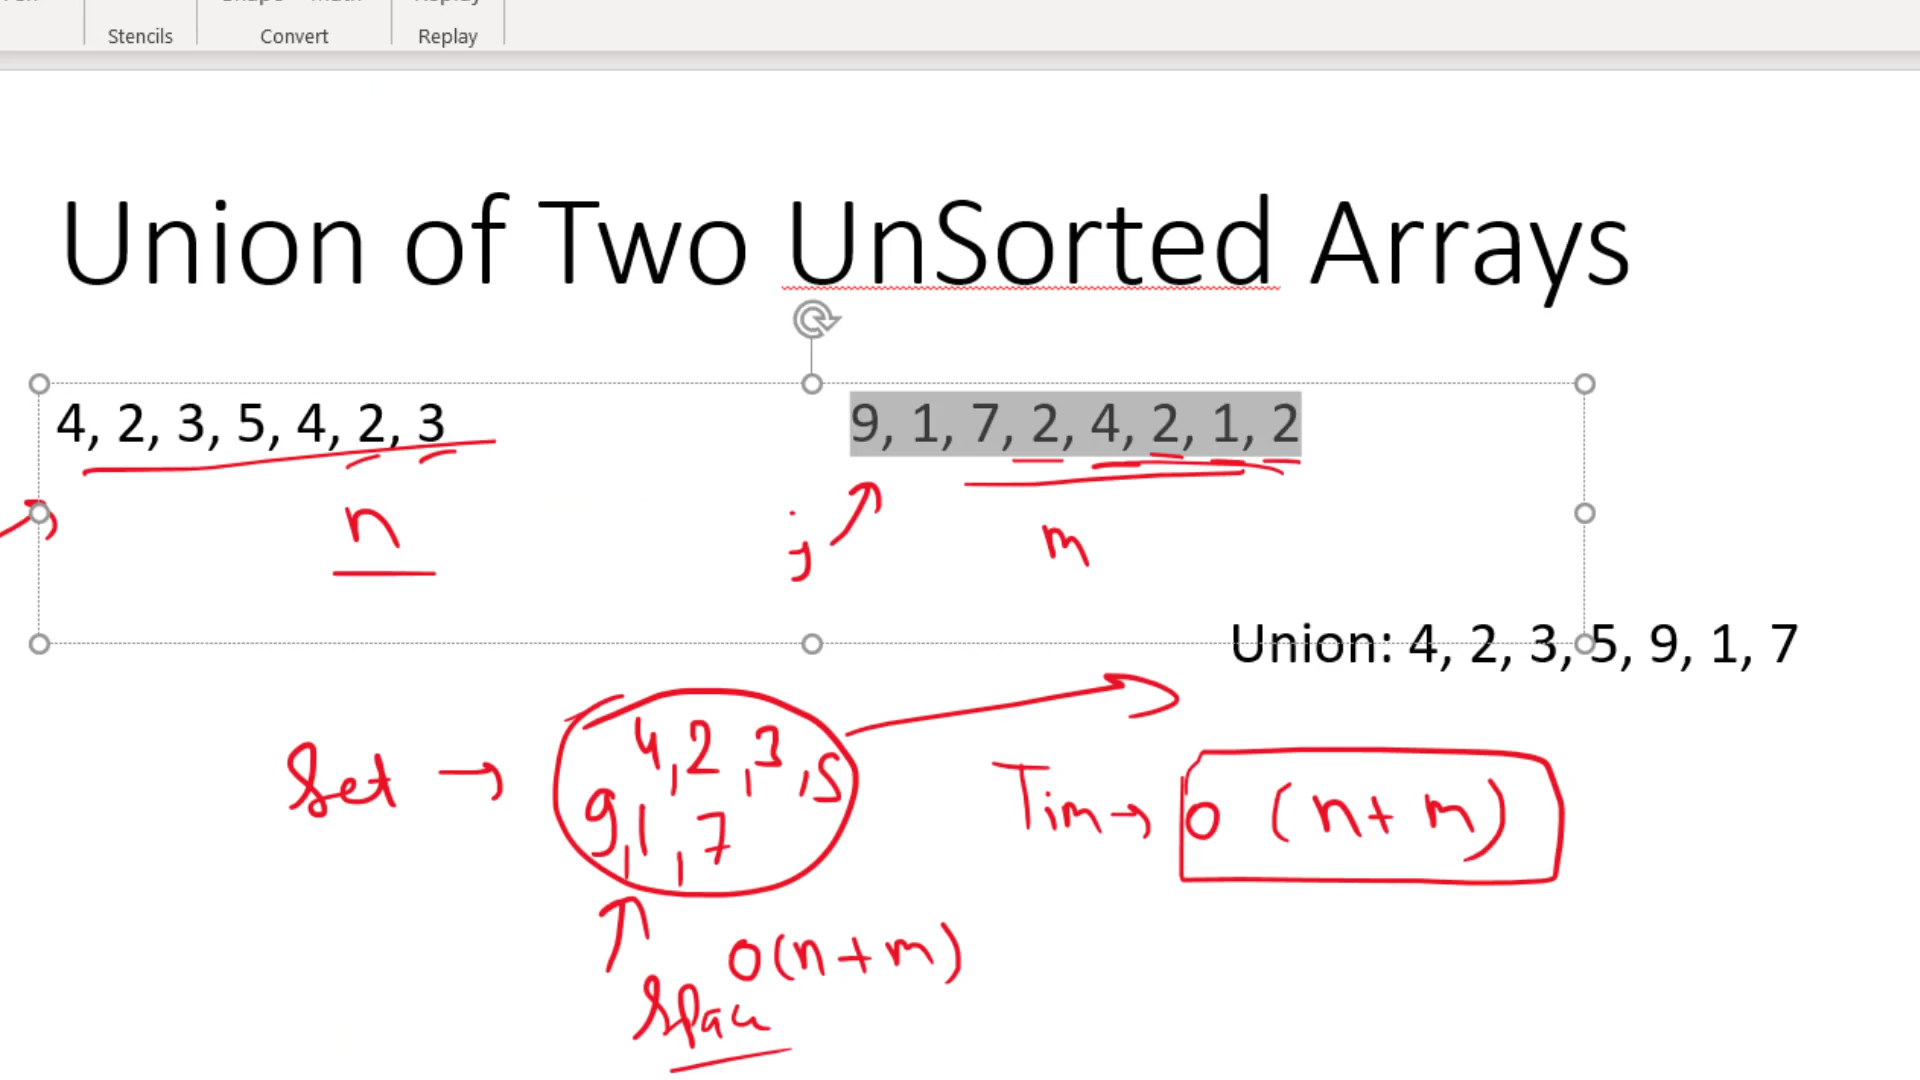 Stencils
Convert
Replay
Union of Two UnSorted Arrays
4, 2, 3, 5, 4, 2, 3
9, 1, 7, 2, 4, 2, 1, 2
n
j
m
Union: 4, 2, 3, 5, 9, 1, 7
Set →
4, 2, 3, 5
9, 1, 7
Tim → O (n + m)
O(n + m)
Spac